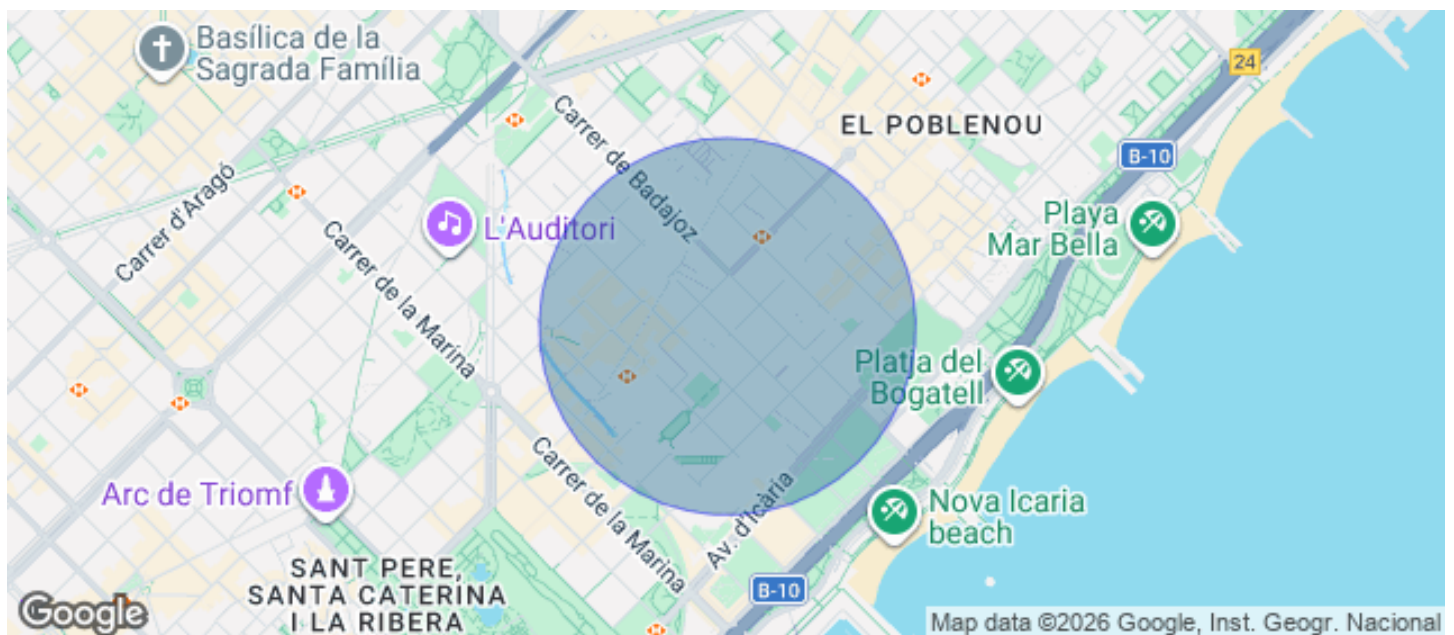 Basílica de la
Sagrada Família
24
Carrer de Badajoz
EL POBLENOU
B-10
Carrer d'Aragó
L'Auditori
Playa
Mar Bella
Carrer de la Marina
Platja del
Bogatell
Arc de Triomf
Carrer de la Marina
Av. d'Icària
Nova Icaria
beach
SANT PERE,
SANTA CATERINA
I LA RIBERA
B-10
Google
Map data ©2026 Google, Inst. Geogr. Nacional